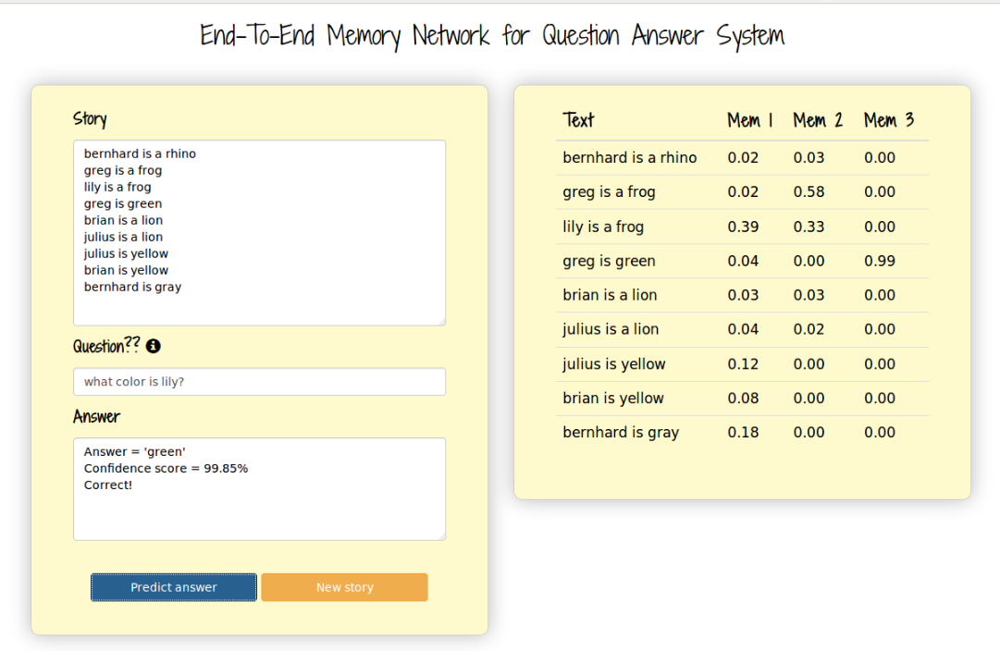 End-To-End Memory Network for Question Answer System
Story
bernhard is a rhino
greg is a frog
lily is a frog
greg is green
brian is a lion
julius is a lion
julius is yellow
brian is yellow
bernhard is gray
Question??
what color is lily?
Answer
Answer = 'green'
Confidence score = 99.85%
Correct!
Predict answer New story
Text Mem 1 Mem 2 Mem 3
bernhard is a rhino 0.02 0.03 0.00
greg is a frog 0.02 0.58 0.00
lily is a frog 0.39 0.33 0.00
greg is green 0.04 0.00 0.99
brian is a lion 0.03 0.03 0.00
julius is a lion 0.04 0.02 0.00
julius is yellow 0.12 0.00 0.00
brian is yellow 0.08 0.00 0.00
bernhard is gray 0.18 0.00 0.00